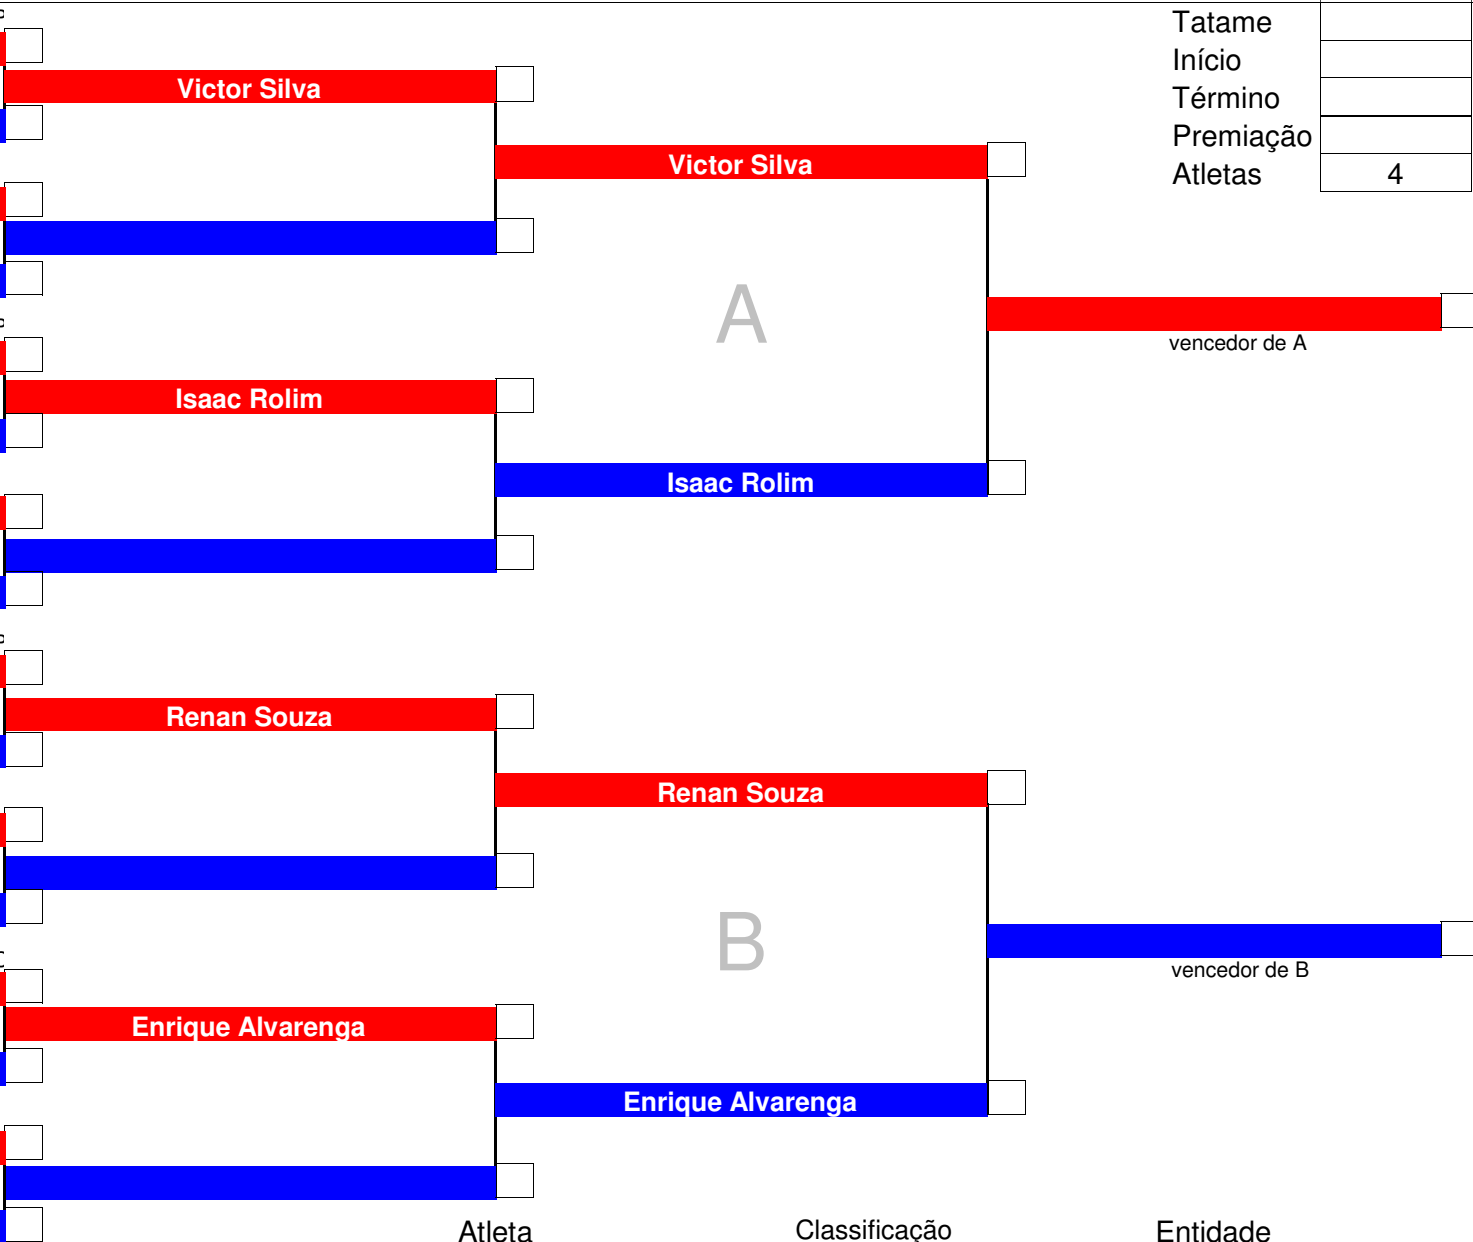 Tatame
Início
Término
Premiação
Atletas 4
Victor Silva
Victor Silva
A
vencedor de A
Isaac Rolim
Isaac Rolim
Renan Souza
Renan Souza
B
vencedor de B
Enrique Alvarenga
Enrique Alvarenga
Atleta Classificação Entidade